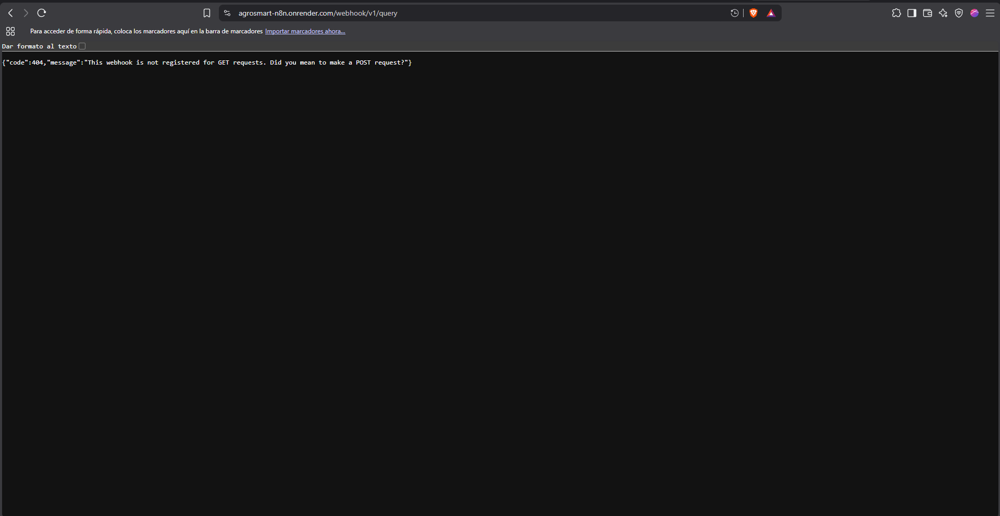 agrosmart-n8n.onrender.com/webhook/v1/query
Para acceder de forma rápida, coloca los marcadores aquí en la barra de marcadores Importar marcadores ahora...
Dar formato al texto
{"code":404,"message":"This webhook is not registered for GET requests. Did you mean to make a POST request?"}